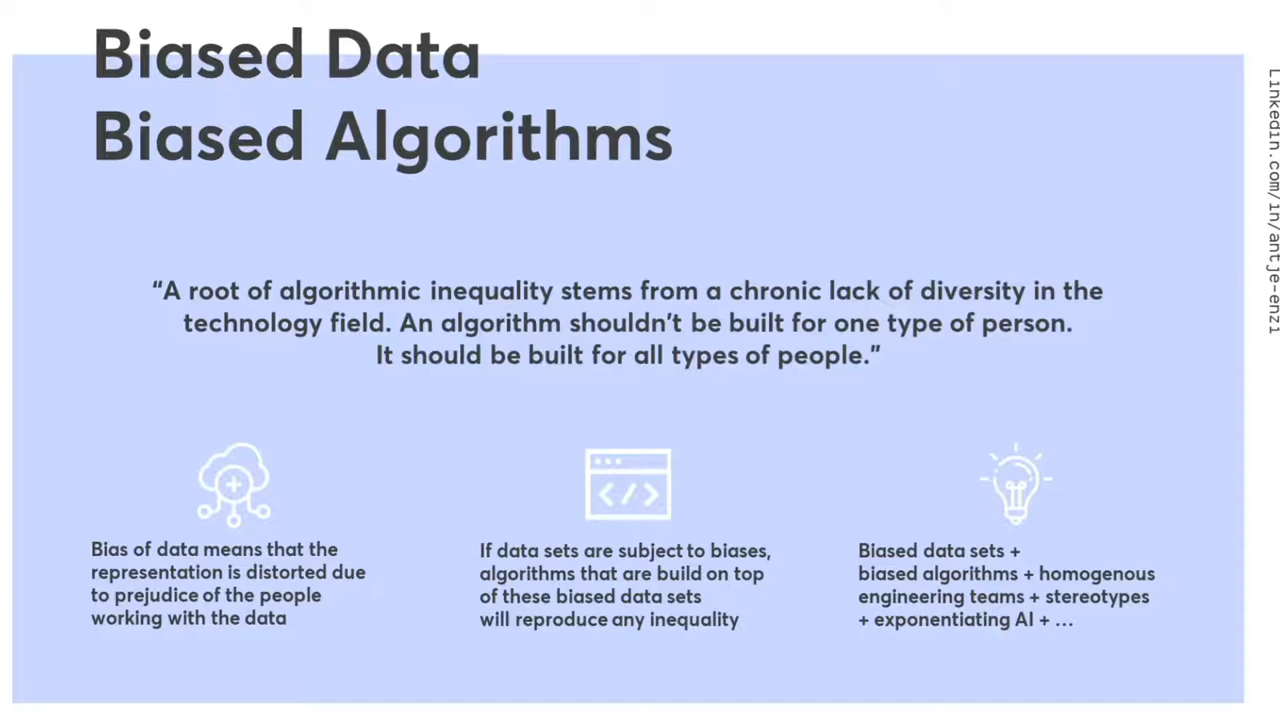 Biased Data
Biased Algorithms
“A root of algorithmic inequality stems from a chronic lack of diversity in the
technology field. An algorithm shouldn’t be built for one type of person.
It should be built for all types of people.”
Bias of data means that the
representation is distorted due
to prejudice of the people
working with the data
If data sets are subject to biases,
algorithms that are build on top
of these biased data sets
will reproduce any inequality
Biased data sets +
biased algorithms + homogenous
engineering teams + stereotypes
+ exponentiating AI + …
Linkedin.com/in/antje-enzi